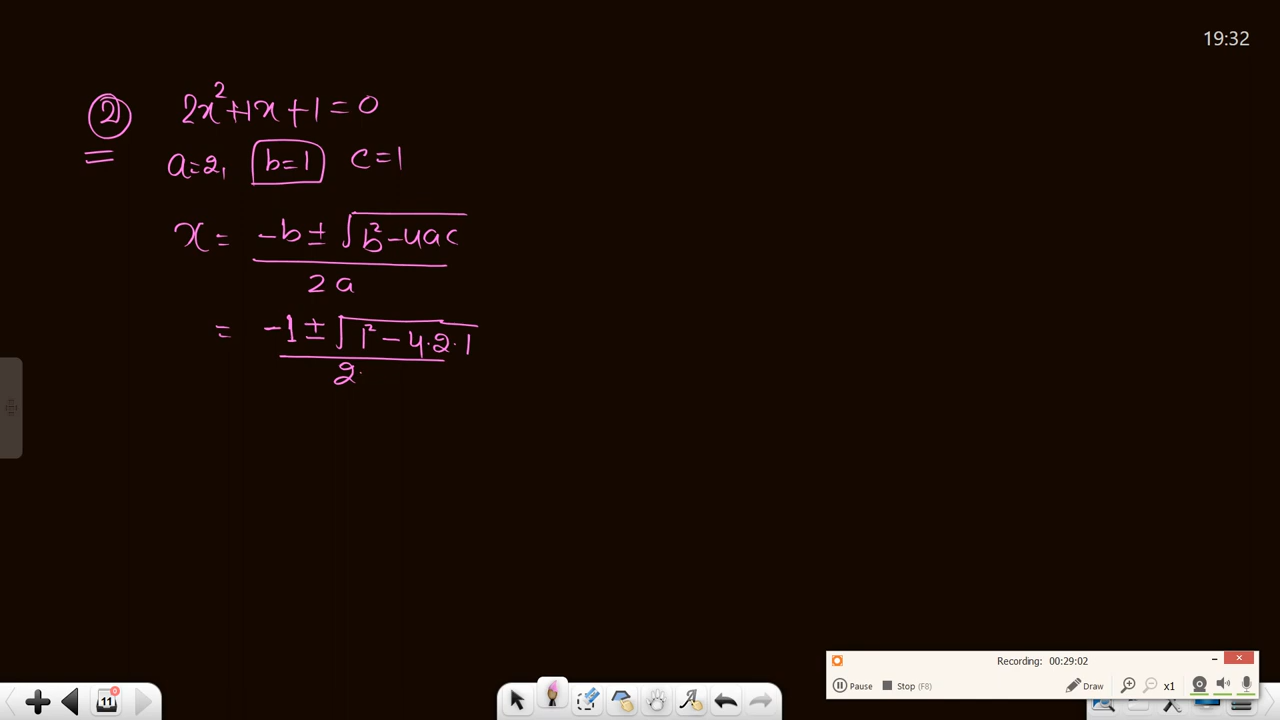 19:32
② 2x²+1x+1=0
a=2, b=1 c=1
x = -b ± √b²-4ac
2a
= -1 ± √1² - 4·2·1
2·
11
0
Recording: 00:29:02
Pause Stop (F8) Draw x1